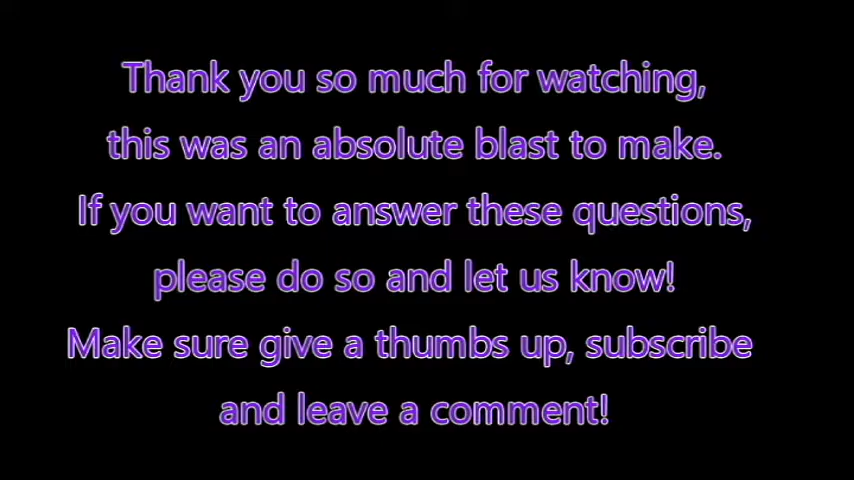 Thank you so much for watching,
this was an absolute blast to make.
If you want to answer these questions,
please do so and let us know!
Make sure give a thumbs up, subscribe
and leave a comment!